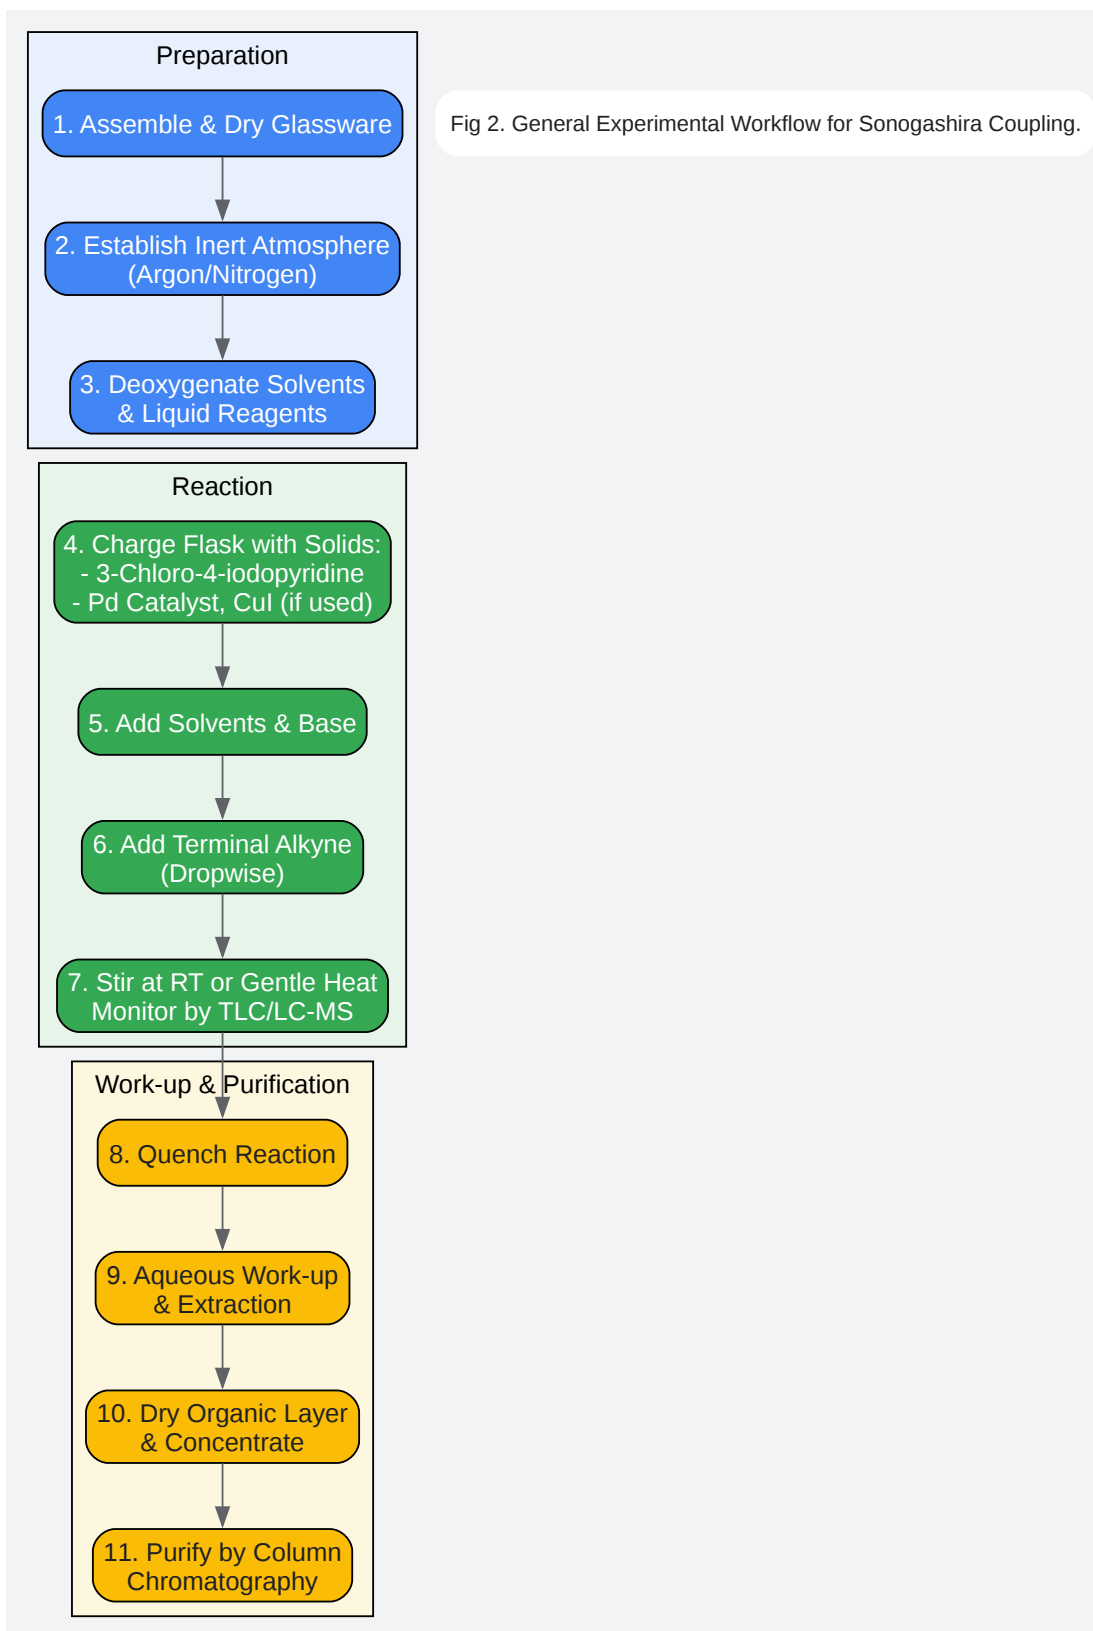 Preparation
1. Assemble & Dry Glassware
Fig 2. General Experimental Workflow for Sonogashira Coupling.
2. Establish Inert Atmosphere
(Argon/Nitrogen)
3. Deoxygenate Solvents
& Liquid Reagents
Reaction
4. Charge Flask with Solids:
- 3-Chloro-4-iodopyridine
- Pd Catalyst, CuI (if used)
5. Add Solvents & Base
6. Add Terminal Alkyne
(Dropwise)
7. Stir at RT or Gentle Heat
Monitor by TLC/LC-MS
Work-up & Purification
8. Quench Reaction
9. Aqueous Work-up
& Extraction
10. Dry Organic Layer
& Concentrate
11. Purify by Column
Chromatography